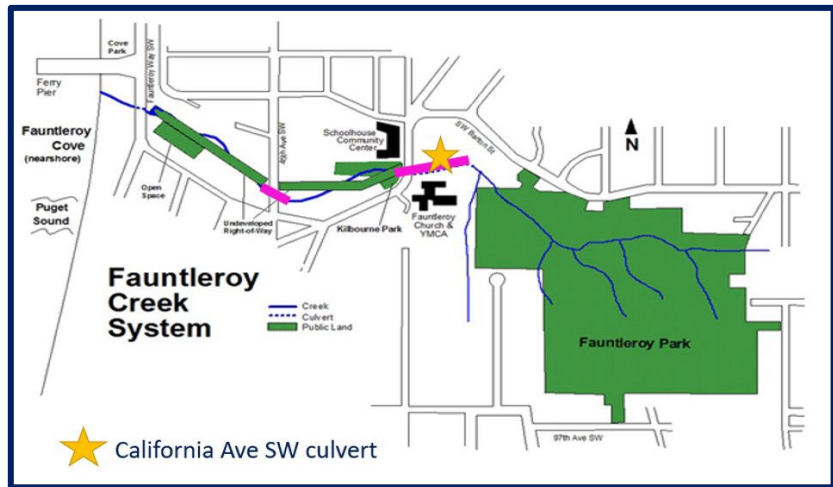 Cove
Park
Ferry
Pier
Fauntleroy Way SW
Fauntleroy
Cove
(nearshore)
Puget
Sound
Open
Space
45th Ave SW
Undeveloped
Right-of-Way
Schoolhouse
Community
Center
SW Barton St
N
Kilbourne Park
Fauntleroy
Church &
YMCA
Fauntleroy
Creek
System
Creek
Culvert
Public Land
Fauntleroy Park
97th Ave SW
California Ave SW culvert